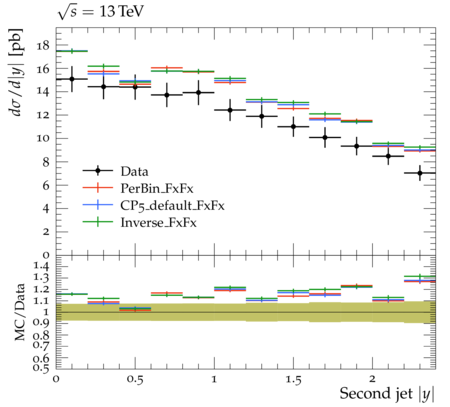 √s = 13 TeV
dσ/d|y| [pb]
18
16
14
12
10
8
6
4
2
0
Data
PerBin_FxFx
CP5_default_FxFx
Inverse_FxFx
MC/Data
1.4
1.3
1.2
1.1
1
0.9
0.8
0.7
0.6
0.5
0 0.5 1 1.5 2
Second jet |y|